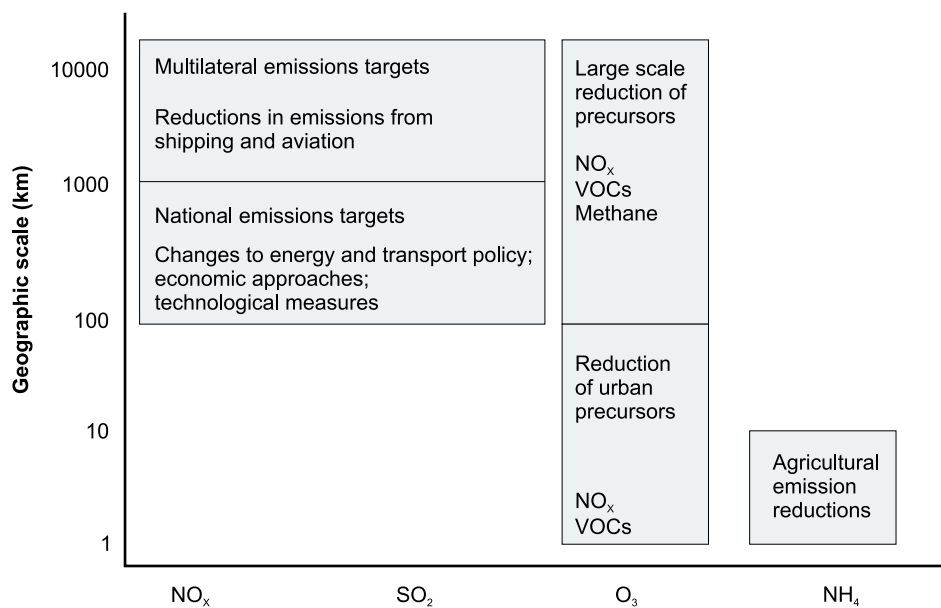 Geographic scale (km)
10000
1000
100
10
1
Multilateral emissions targets
Reductions in emissions from
shipping and aviation
National emissions targets
Changes to energy and transport policy;
economic approaches;
technological measures
Large scale
reduction of
precursors
NOₓ
VOCs
Methane
Reduction
of urban
precursors
NOₓ
VOCs
Agricultural
emission
reductions
NOₓ
SO₂
O₃
NH₄